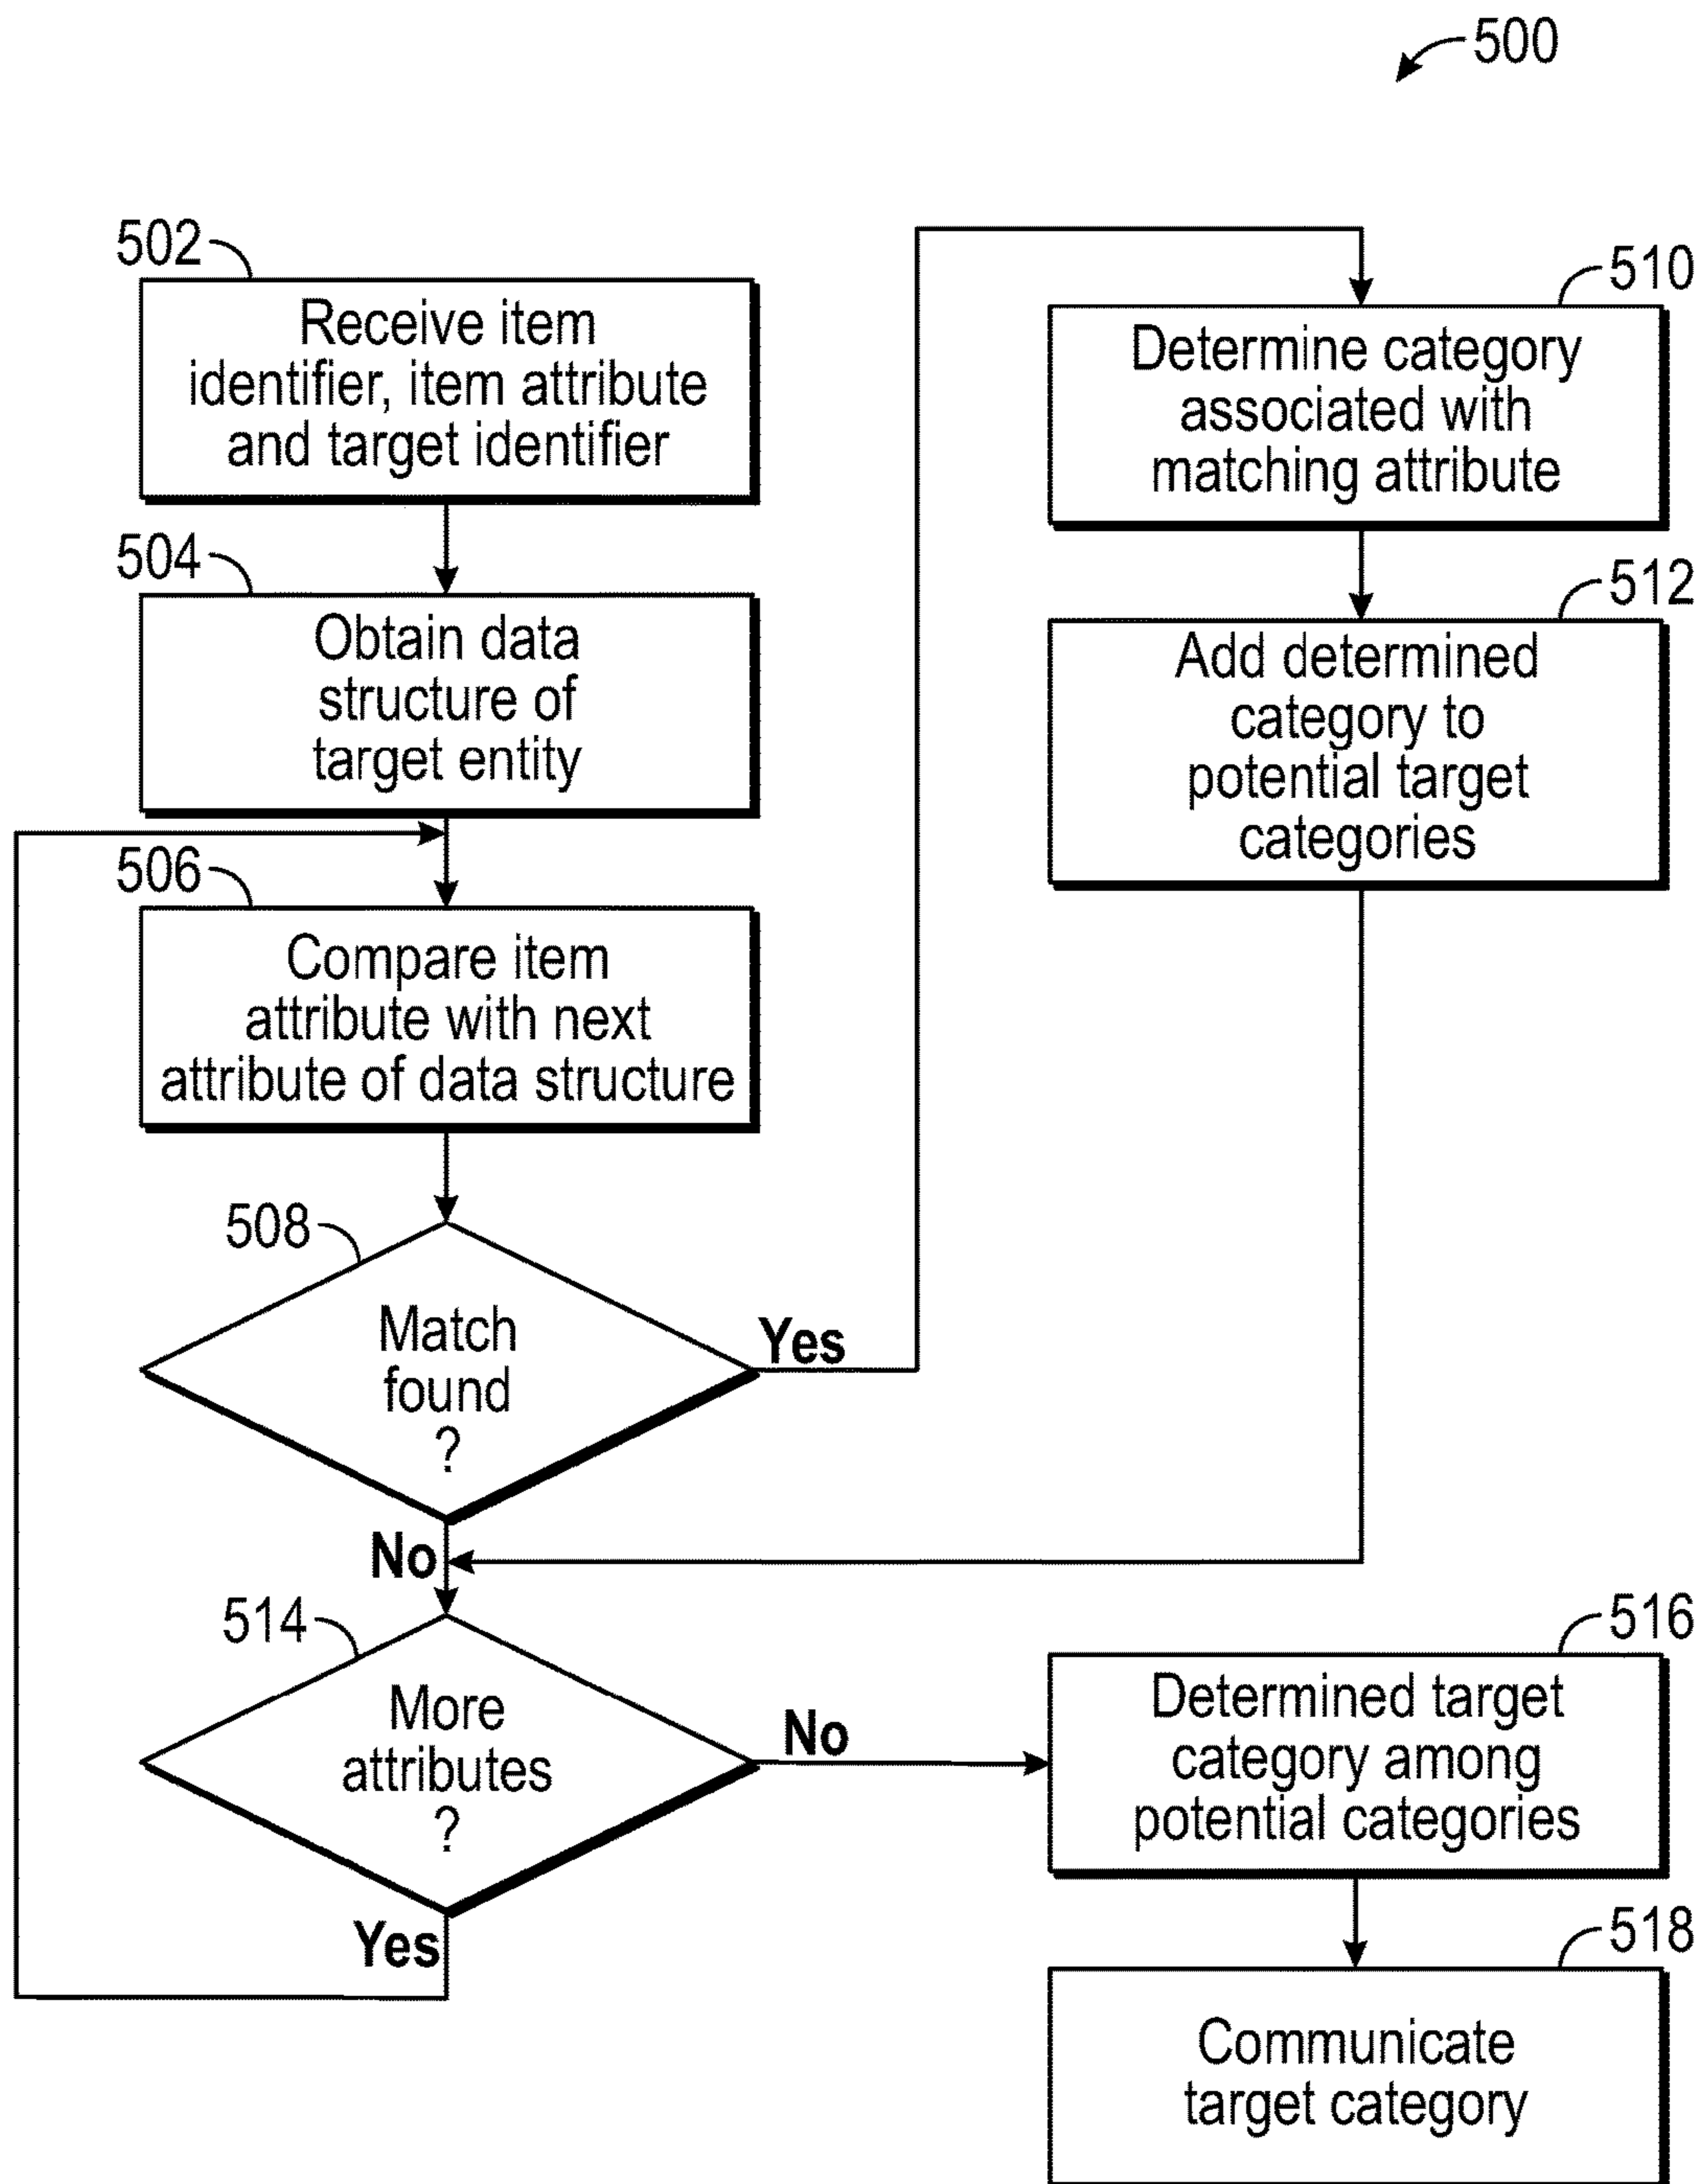 500
502
Receive item
identifier, item attribute
and target identifier
504
Obtain data
structure of
target entity
506
Compare item
attribute with next
attribute of data structure
508
Match
found
?
Yes
No
510
Determine category
associated with
matching attribute
512
Add determined
category to
potential target
categories
514
More
attributes
?
No
Yes
516
Determined target
category among
potential categories
518
Communicate
target category